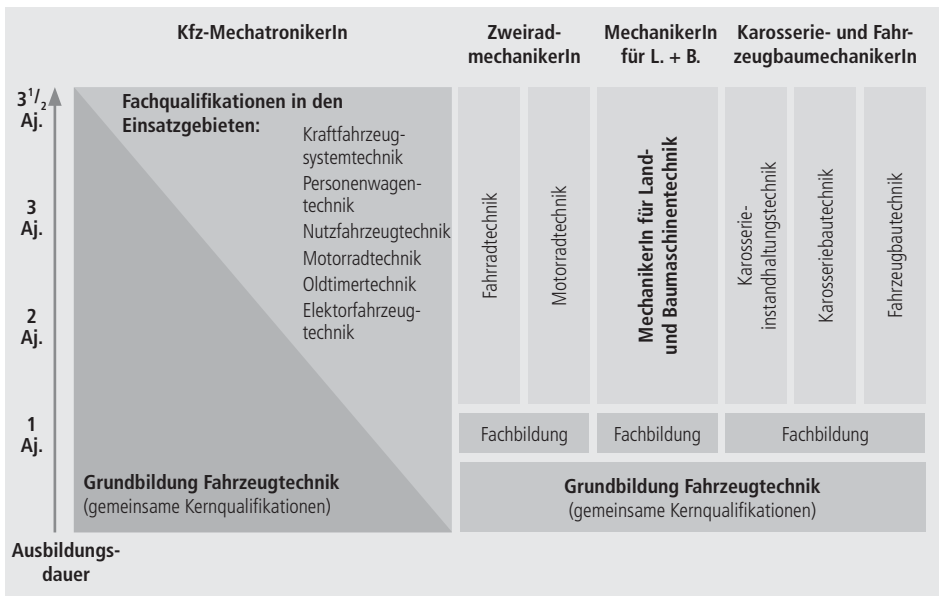 Kfz-MechatronikerIn
Zweirad-
mechanikerIn
MechanikerIn
für L. + B.
Karosserie- und Fahr-
zeugbaumechanikerIn
3 1/2
Aj.
3
Aj.
2
Aj.
1
Aj.
Ausbildungs-
dauer
Fachqualifikationen in den
Einsatzgebieten:
Kraftfahrzeug-
systemtechnik
Personenwagen-
technik
Nutzfahrzeugtechnik
Motorradtechnik
Oldtimertechnik
Elektorfahrzeug-
technik
Grundbildung Fahrzeugtechnik
(gemeinsame Kernqualifikationen)
Fahrradtechnik
Motorradtechnik
MechanikerIn für Land-
und Baumaschinentechnik
Karosserie-
instandhaltungstechnik
Karosseriebautechnik
Fahrzeugbautechnik
Fachbildung
Fachbildung
Fachbildung
Grundbildung Fahrzeugtechnik
(gemeinsame Kernqualifikationen)